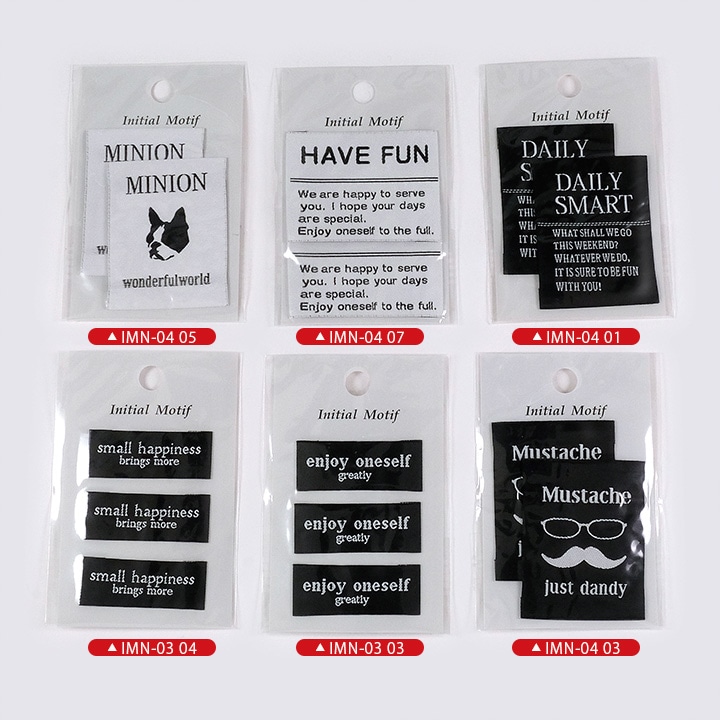 Initial Motif
MINION
MINION
wonderfulworld
▲ IMN-04 05
Initial Motif
HAVE FUN
We are happy to serve
you. I hope your days
are special.
Enjoy oneself to the full.
We are happy to serve
you. I hope your days
are special.
Enjoy oneself to the full.
▲ IMN-04 07
Initial Motif
DAILY
DAILY
SMART
WHAT SHALL WE GO
THIS WEEKEND?
WHATEVER WE DO,
IT IS SURE TO BE FUN
WITH YOU!
▲ IMN-04 01
Initial Motif
small happiness
brings more
small happiness
brings more
small happiness
brings more
▲ IMN-03 04
Initial Motif
enjoy oneself
greatly
enjoy oneself
greatly
enjoy oneself
greatly
▲ IMN-03 03
Initial Motif
Mustache
Mustache
just dandy
▲ IMN-04 03